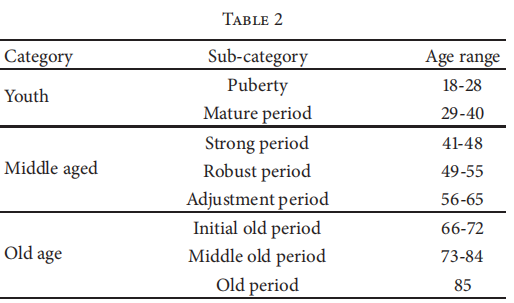 TABLE 2
Category Sub-category Age range
Youth Puberty 18-28
Mature period 29-40
Middle aged Strong period 41-48
Robust period 49-55
Adjustment period 56-65
Old age Initial old period 66-72
Middle old period 73-84
Old period 85